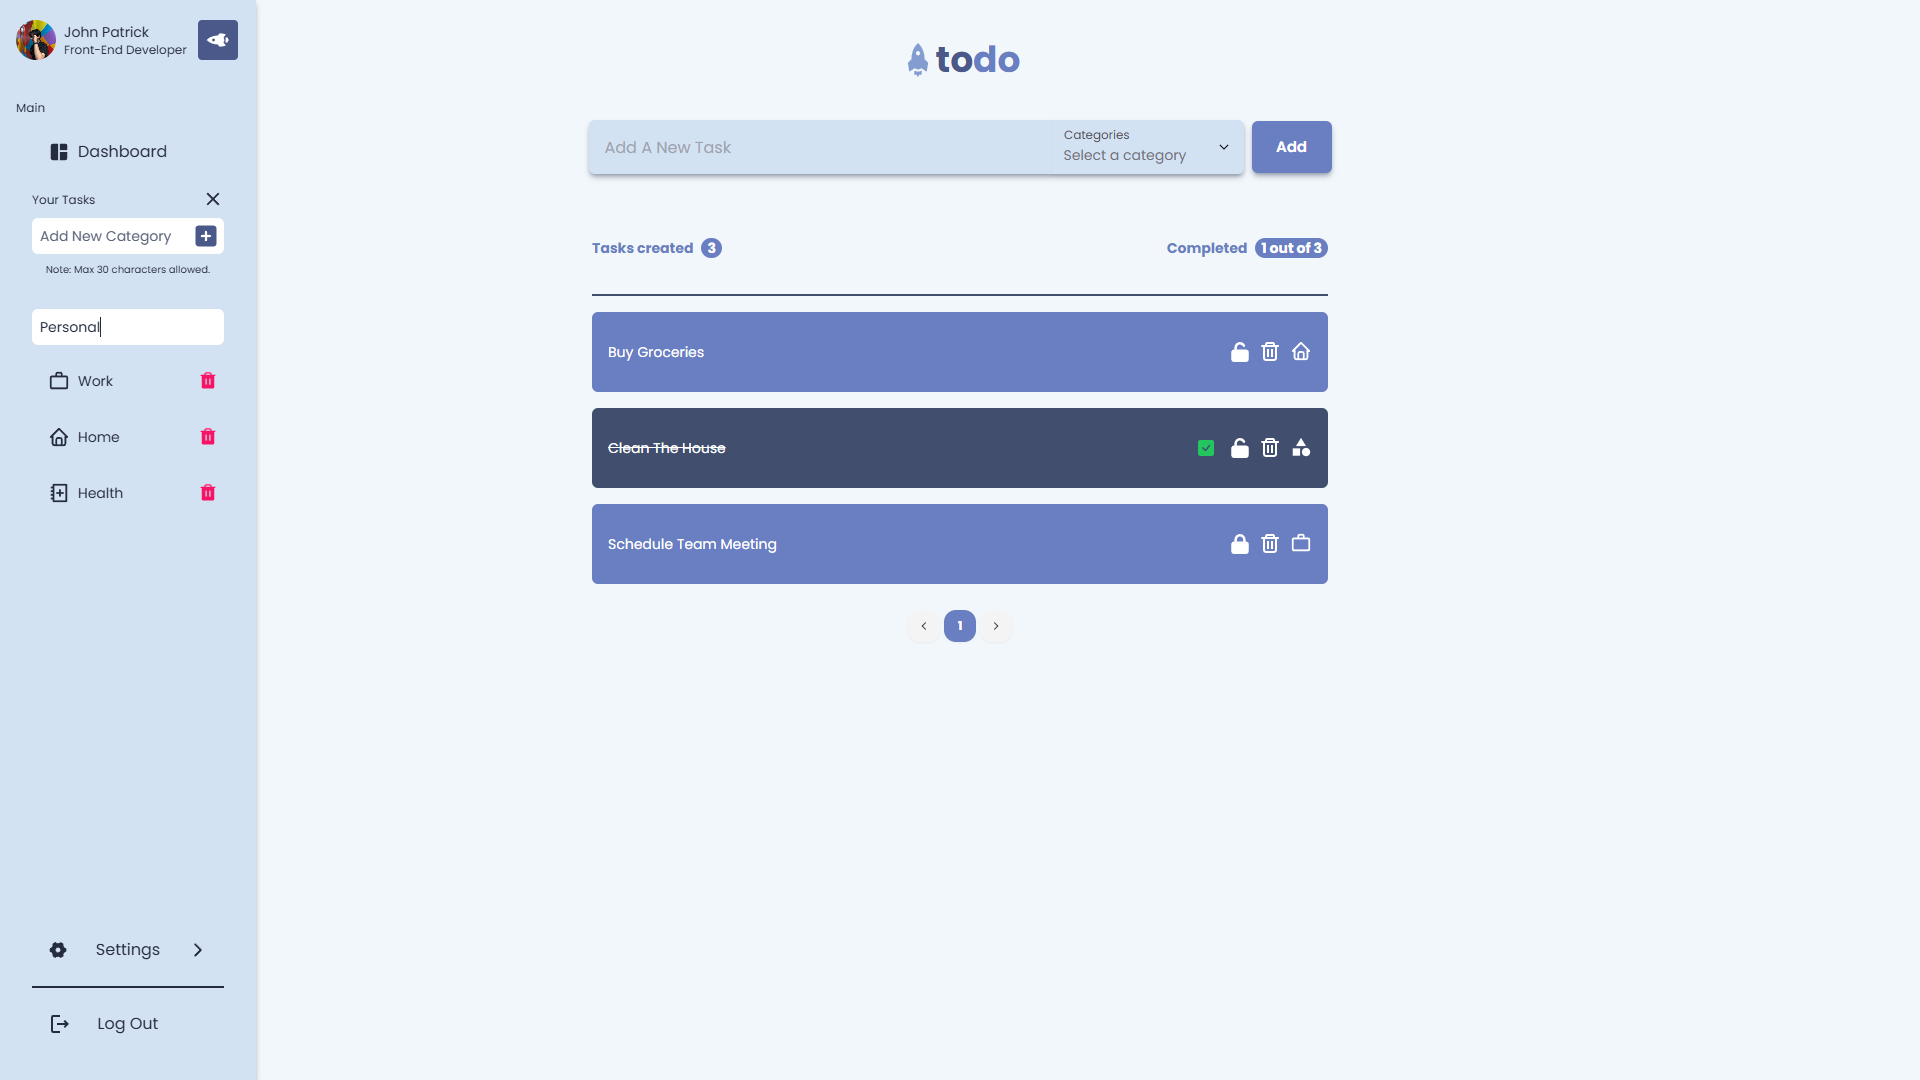 John Patrick
Front-End Developer
Main
Dashboard
Your Tasks
Add New Category
Note: Max 30 characters allowed.
Personal
Work
Home
Health
Settings
Log Out
todo
Add A New Task
Categories
Select a category
Add
Tasks created 3
Completed 1 out of 3
Buy Groceries
Clean The House
Schedule Team Meeting
1